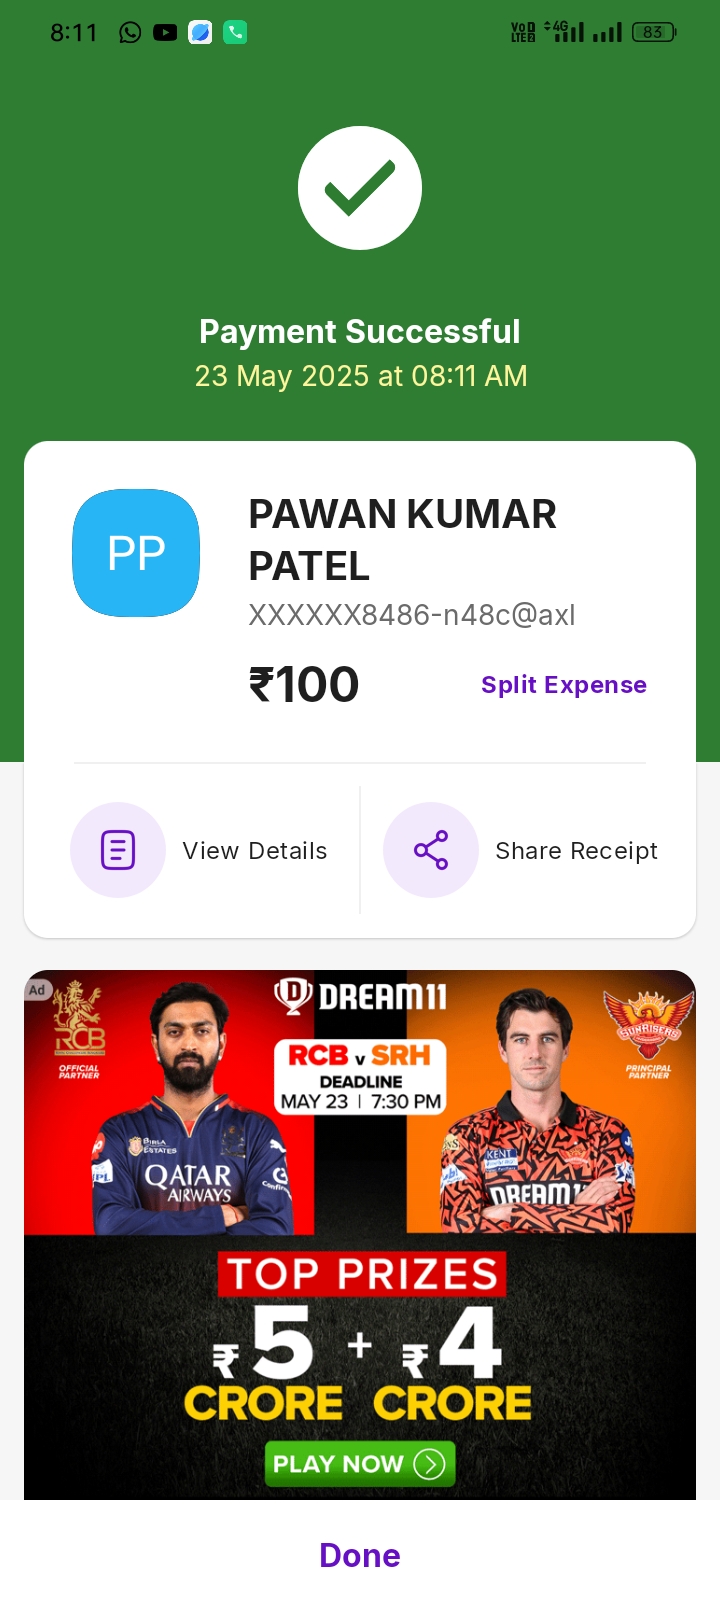 8:11
VoD
LTE2
4G
83
Payment Successful
23 May 2025 at 08:11 AM
PP
PAWAN KUMAR
PATEL
XXXXXX8486-n48c@axl
₹100
Split Expense
View Details
Share Receipt
Ad
DREAM11
RCB
OFFICIAL
PARTNER
RCB v SRH
DEADLINE
MAY 23 | 7:30 PM
SUNRISERS
PRINCIPAL
PARTNER
BIRLA
ESTATES
QATAR
AIRWAYS
KENT
DREAM11
TOP PRIZES
₹5 + ₹4
CRORE CRORE
PLAY NOW
Done